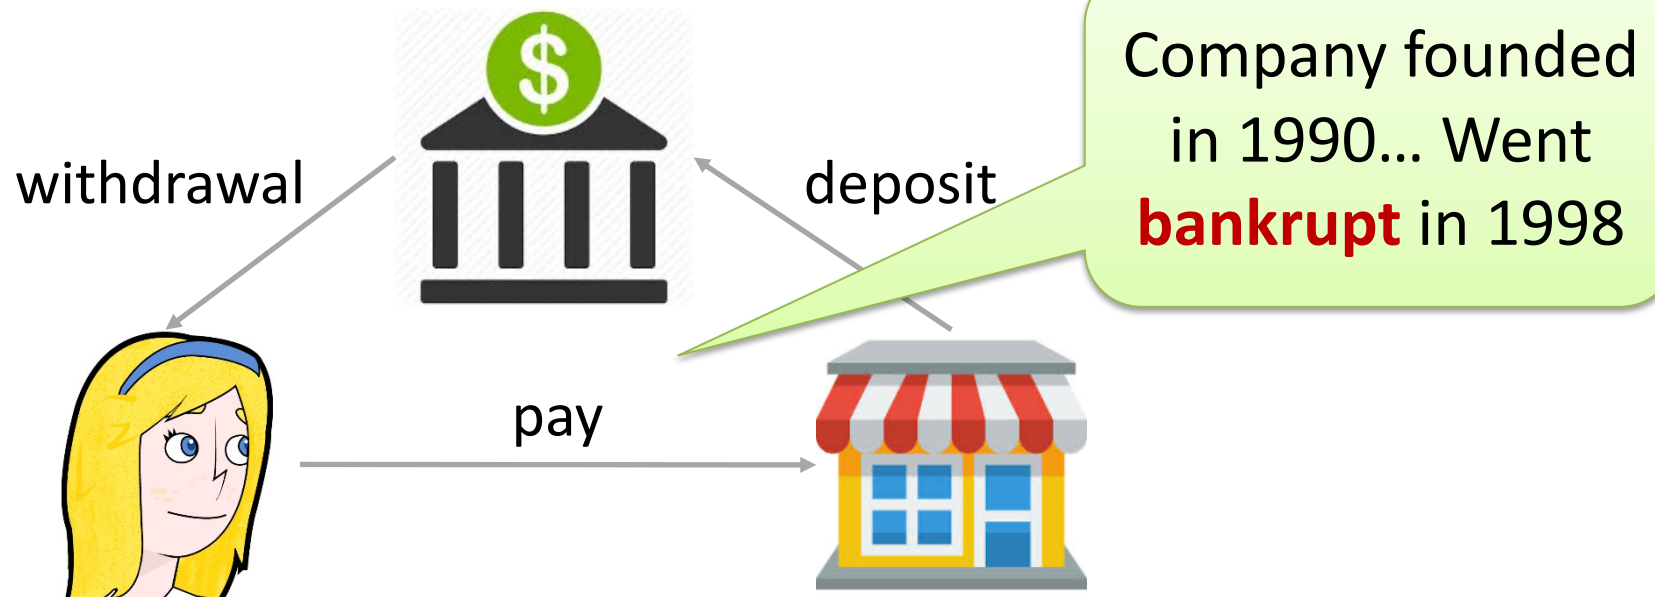 $
Company founded
in 1990... Went
bankrupt in 1998
withdrawal
deposit
pay